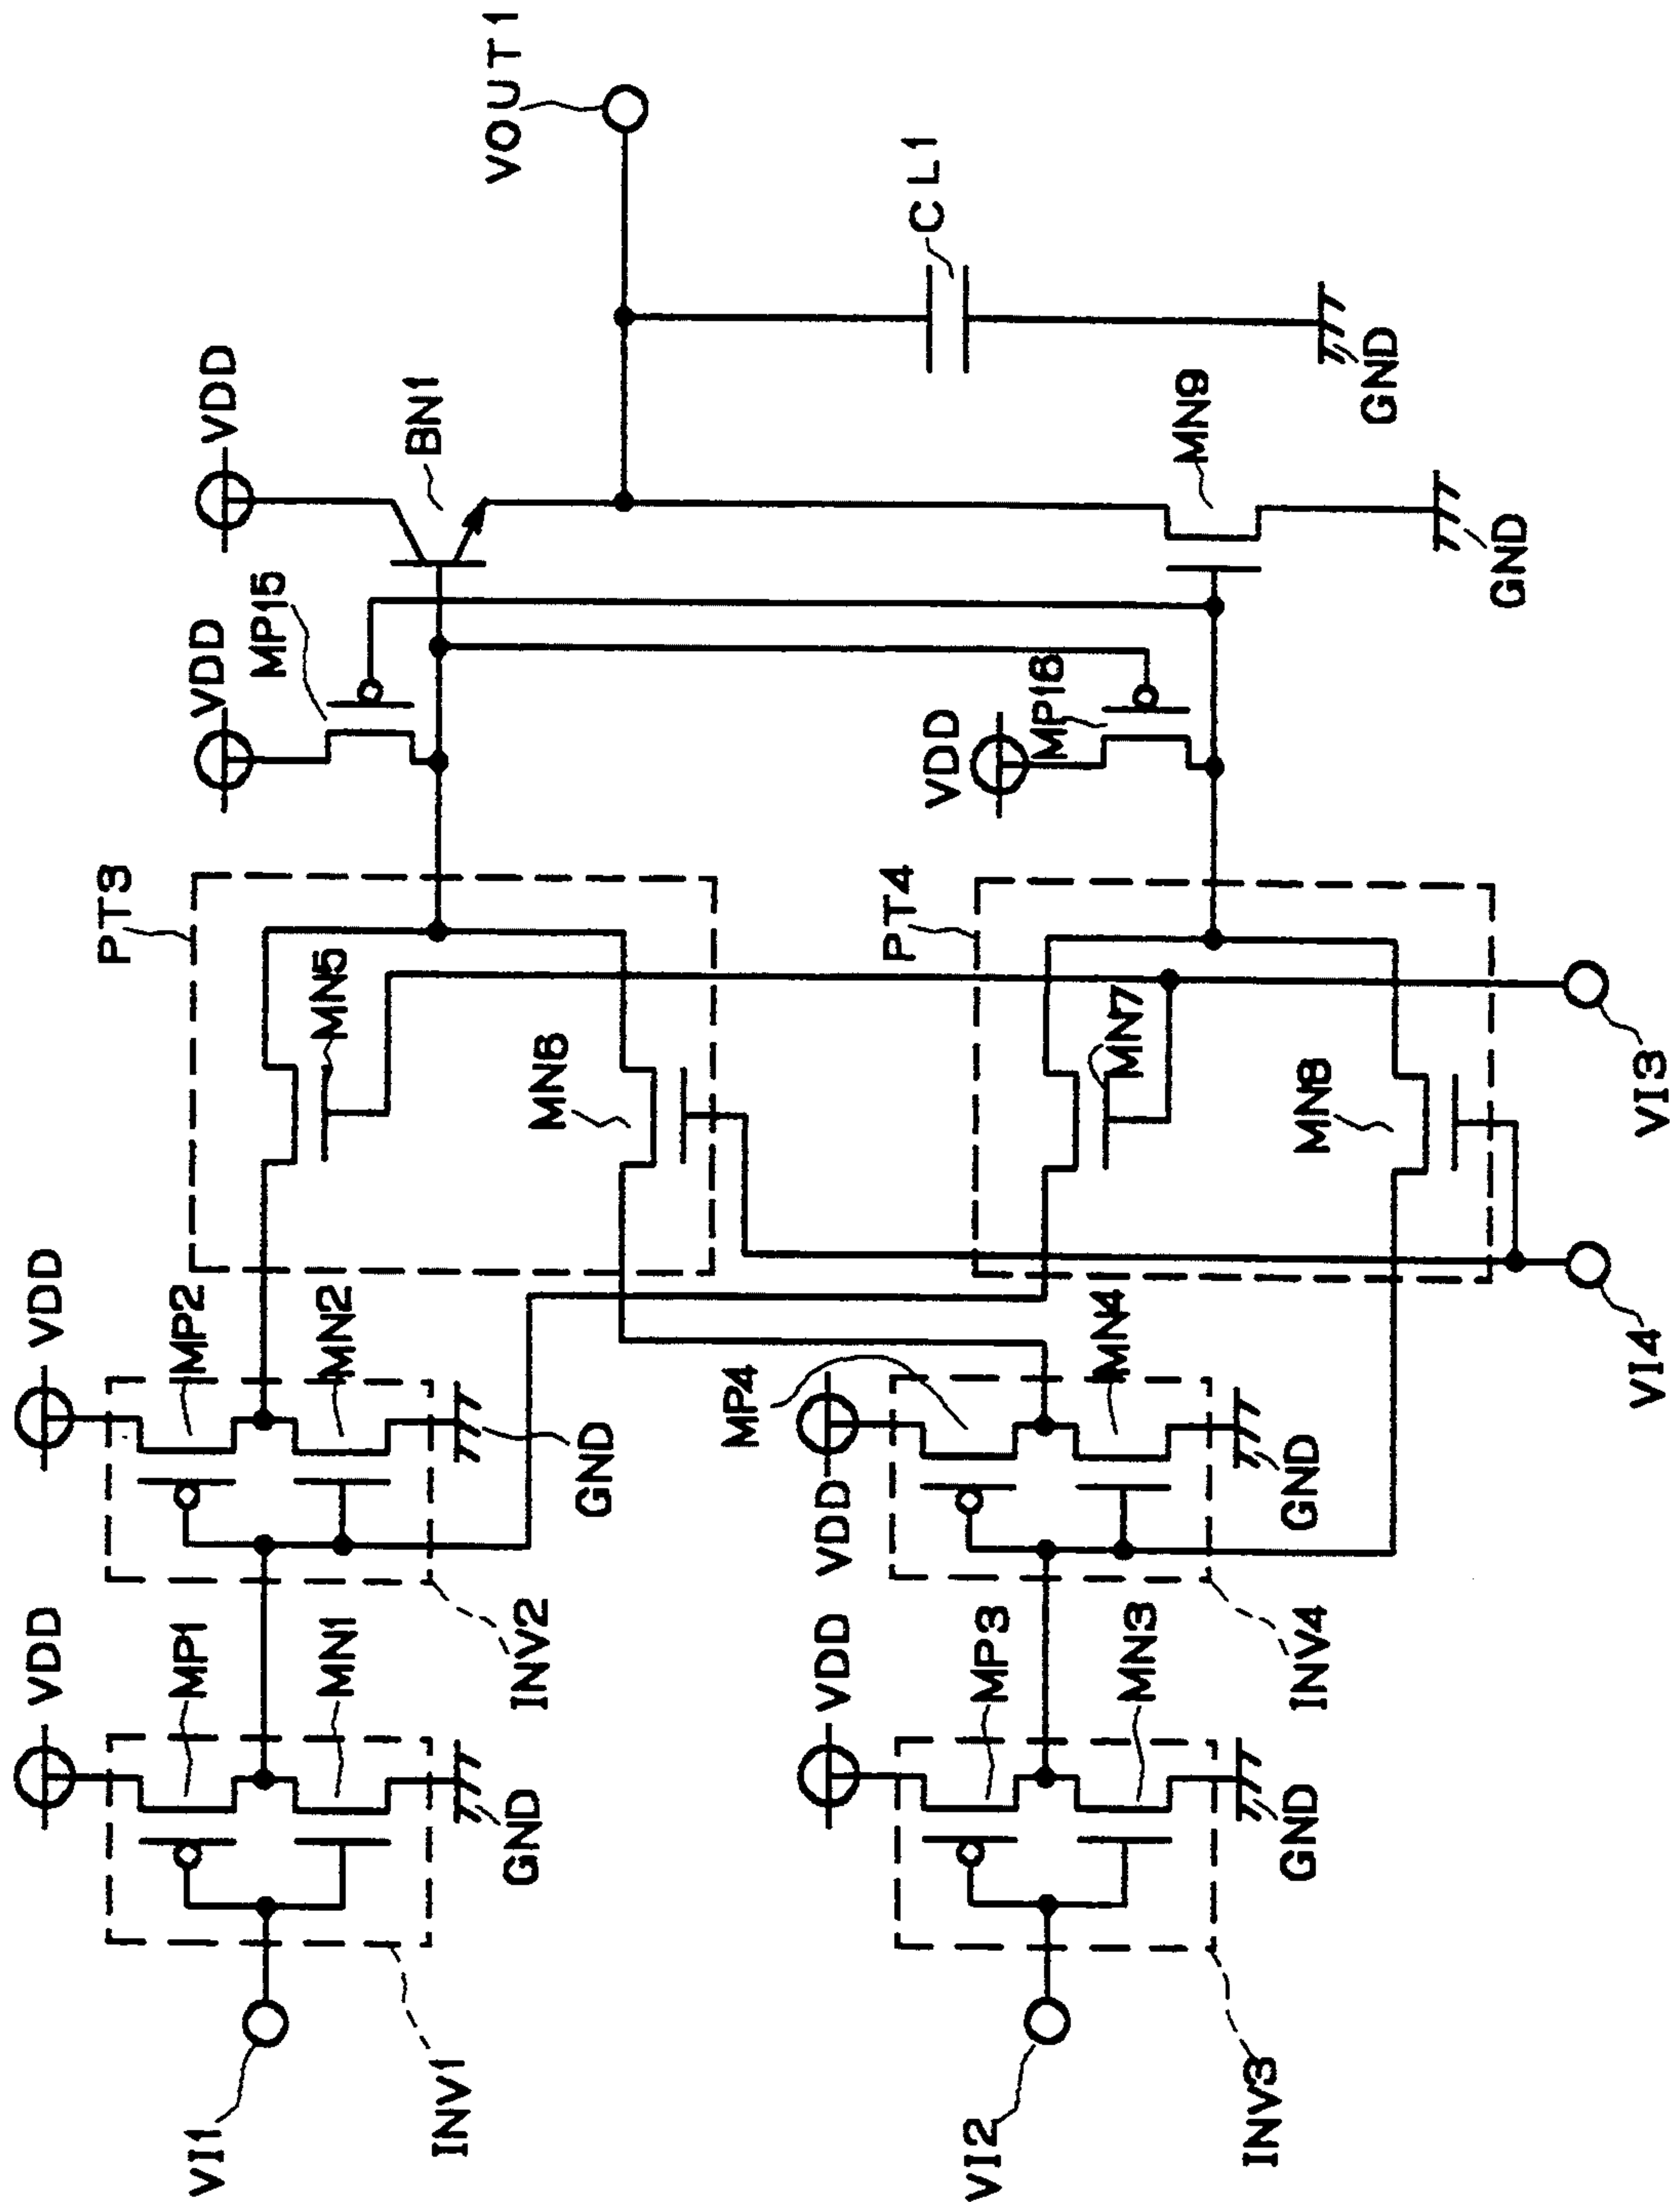 VDD
VDD
PT3
VI1
MP1
MP2
VDD
VDD
MP15
MN1
MN2
MN5
BN1
INV1
GND
INV2
MN6
VOUT1
GND
MP4
VDD
VDD
PT4
VDD
CL1
VI2
MP3
MP16
MN3
MN4
MN7
MN9
INV3
GND
INV4
GND
MN8
GND
GND
VI4
VI3